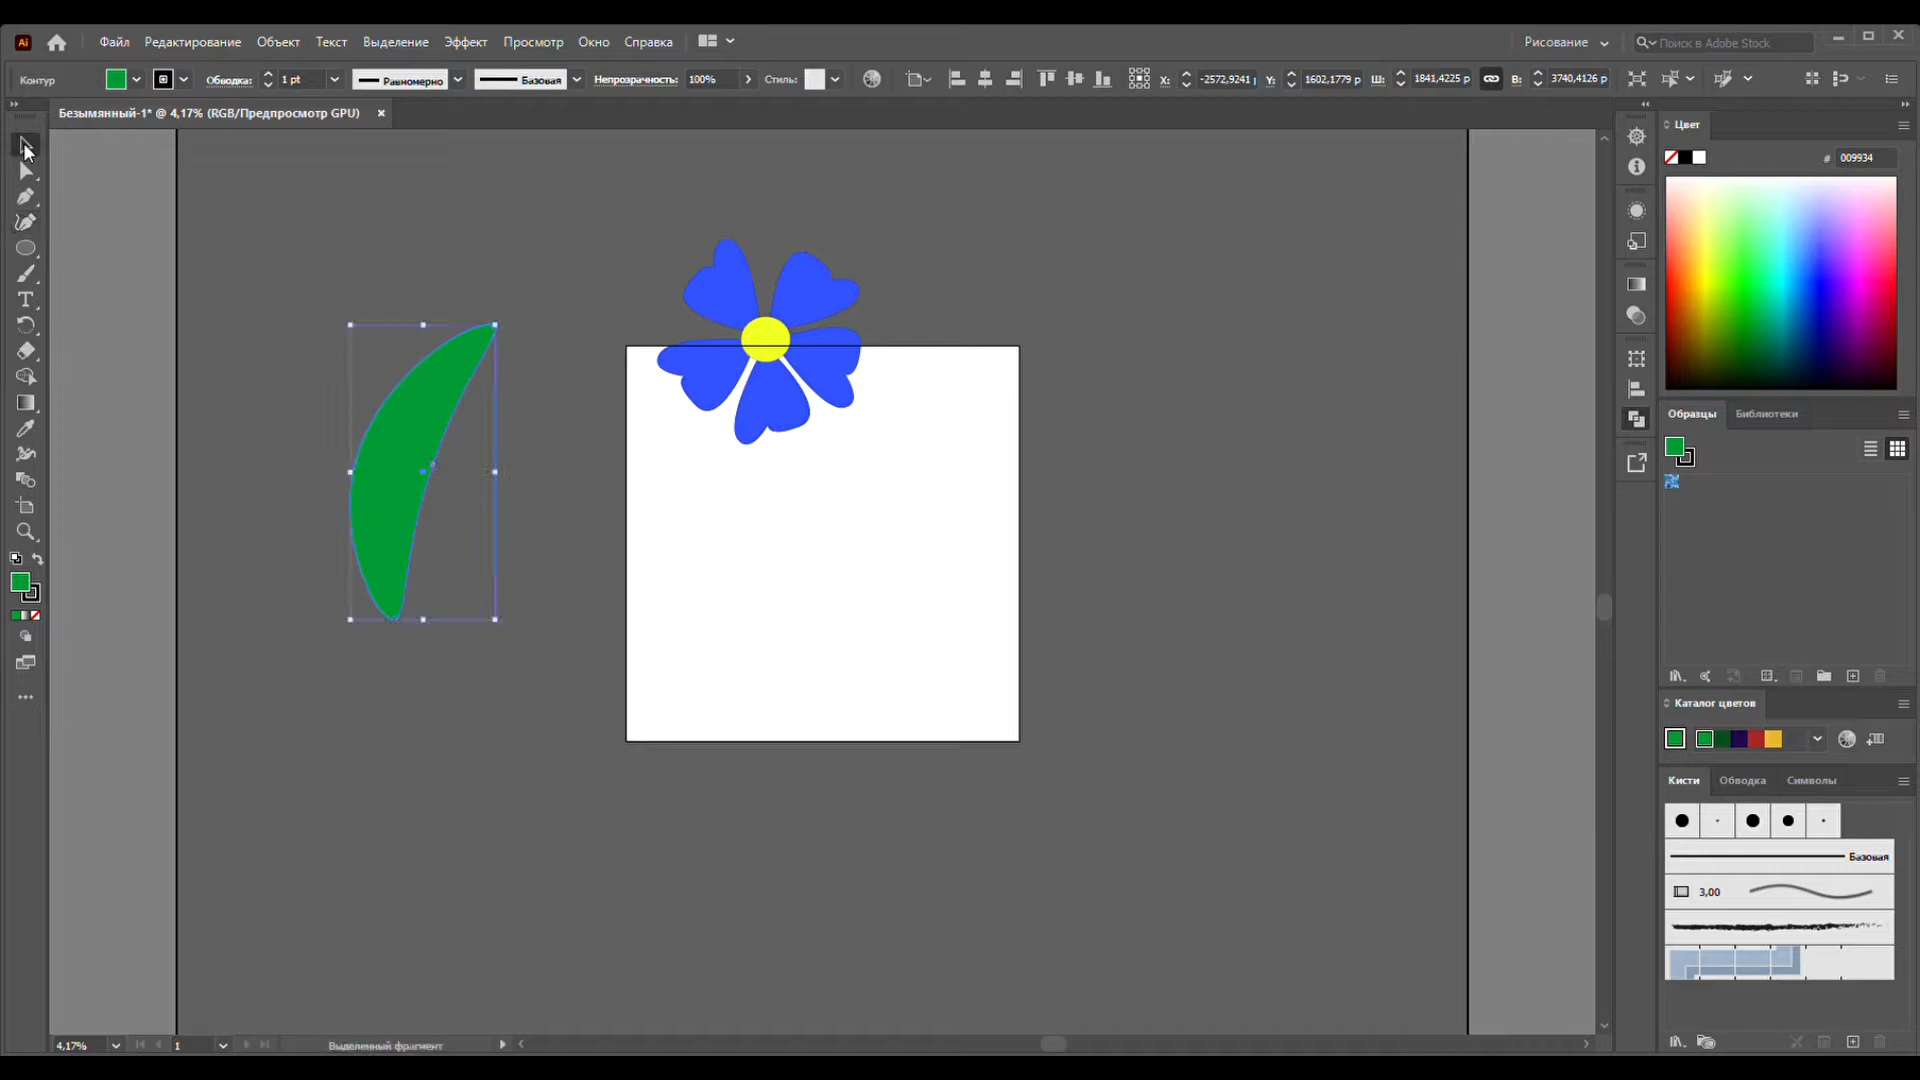 Ai Файл Редактирование Объект Текст Выделение Эффект Просмотр Окно Справка Рисование Поиск в Adobe Stock
Контур Обводка: 1 pt Равномерно Базовая Непрозрачность: 100% Стиль: X: -2572,9241 Y: 1602,1779 p Ш: 1841,4225 p В: 3740,4126 p
Безымянный-1* @ 4,17% (RGB/Предпросмотр GPU)
Цвет
# 009934
Образцы Библиотеки
Каталог цветов
Кисти Обводка Символы
Базовая
3,00
4,17% 1 Выделенный фрагмент